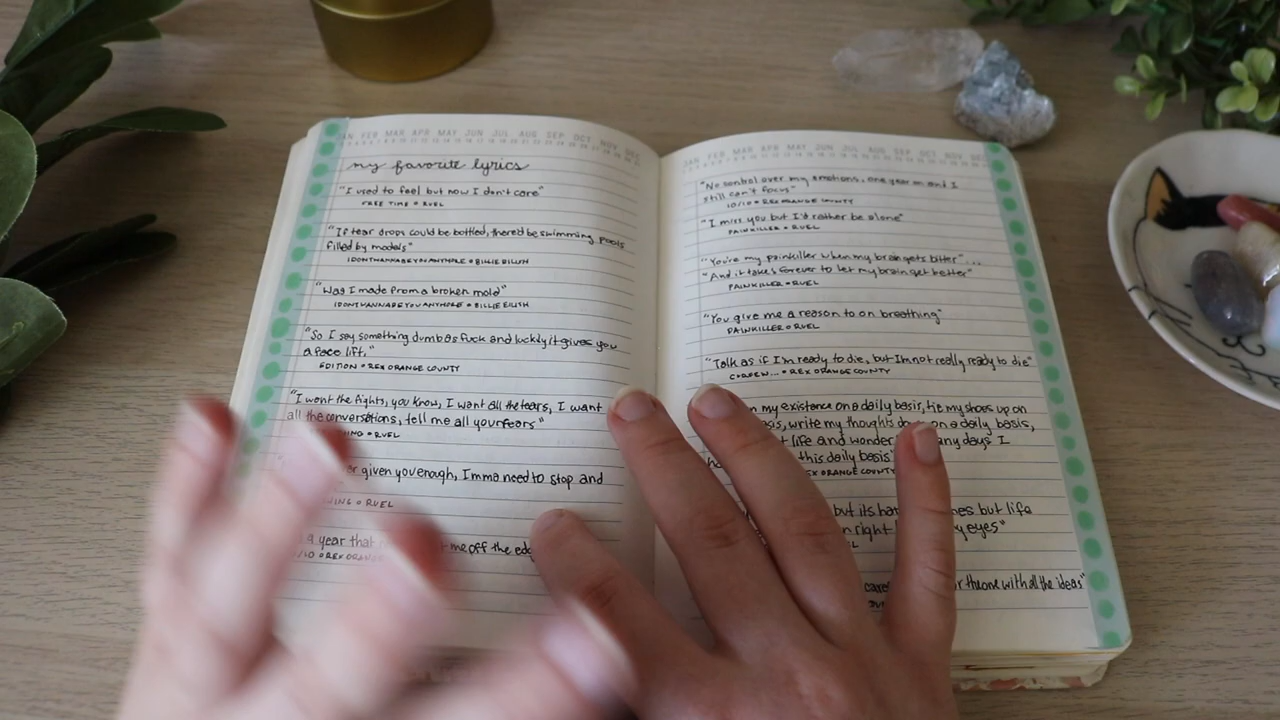 JAN FEB MAR APR MAY JUN JUL AUG SEP OCT NOV DEC
my favorite lyrics
"I used to feel but now I don't care"
FREE TIME • RUEL
"If tear drops could be bottled, there'd be swimming pools
filled by models"
IDONTWANNABEYOUANYMORE • BILLIE EILISH
"Was I made from a broken mold"
IDONTWANNABEYOUANYMORE • BILLIE EILISH
"So I say something dumb as fuck and luckly it gives you
a face lift."
EDITION • REX ORANGE COUNTY
"I want the fights, you know, I want all the tears, I want
all the conversations, tell me all your fears"
• RUEL
given you enough, Imma need to stop and
• RUEL
a year that me off the edg
/10 • REX ORAN
JAN FEB MAR APR MAY JUN JUL AUG SEP OCT NOV DEC
"No control over my emotions, one year on and I
still can't focus"
10/10 • REX ORANGE COUNTY
"I miss you but I'd rather be alone"
PAINKILLER • RUEL
"You're my painkiller when my brain gets bitter" ...
"And it takes forever to let my brain get better"
PAINKILLER • RUEL
"You give me a reason to on breathing"
PAINKILLER • RUEL
"Talk as if I'm ready to die, but I'm not really ready to die"
• REX ORANGE COUNTY
my existence on a daily basis, tie my shoes up on
write my thoughts on a daily basis,
life and wonder any days I
this daily basis"
REX ORANGE COUNTY
but its but life
right eyes"
throne with all the ideas"